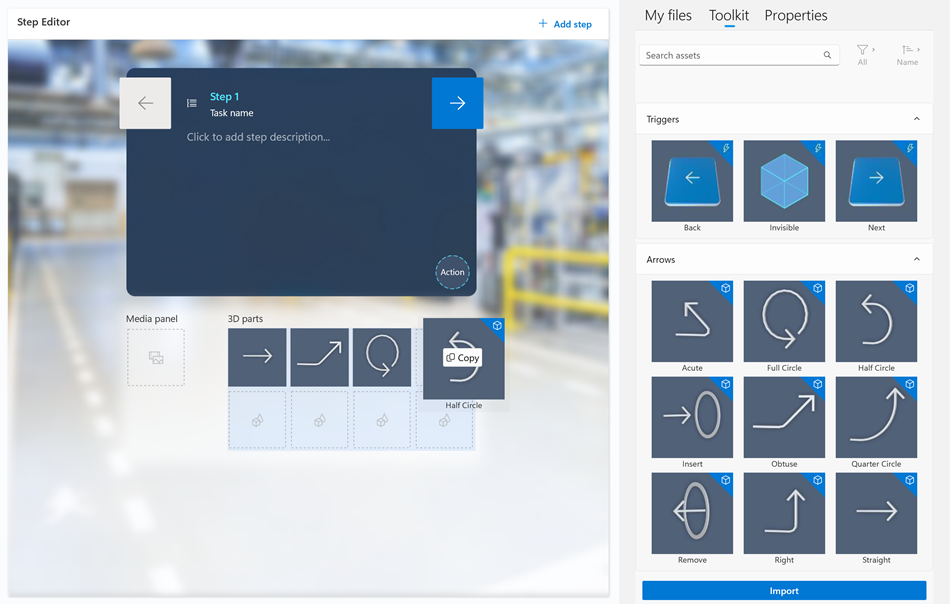 Step Editor
Add step
Step 1
Task name
Click to add step description...
Action
Media panel
3D parts
Copy
Half Circle
My files
Toolkit
Properties
Search assets
All
Name
Triggers
Back
Invisible
Next
Arrows
Acute
Full Circle
Half Circle
Insert
Obtuse
Quarter Circle
Remove
Right
Straight
Import